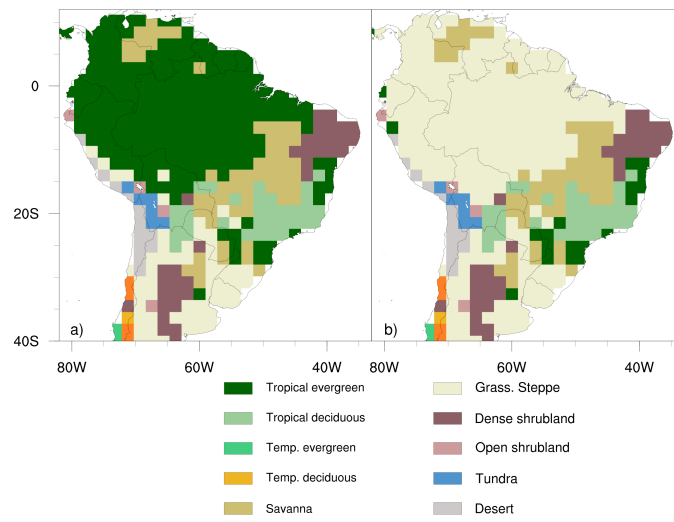 0
20S
40S
a)
b)
80W 60W 40W 80W 60W 40W
Tropical evergreen
Tropical deciduous
Temp. evergreen
Temp. deciduous
Savanna
Grass. Steppe
Dense shrubland
Open shrubland
Tundra
Desert